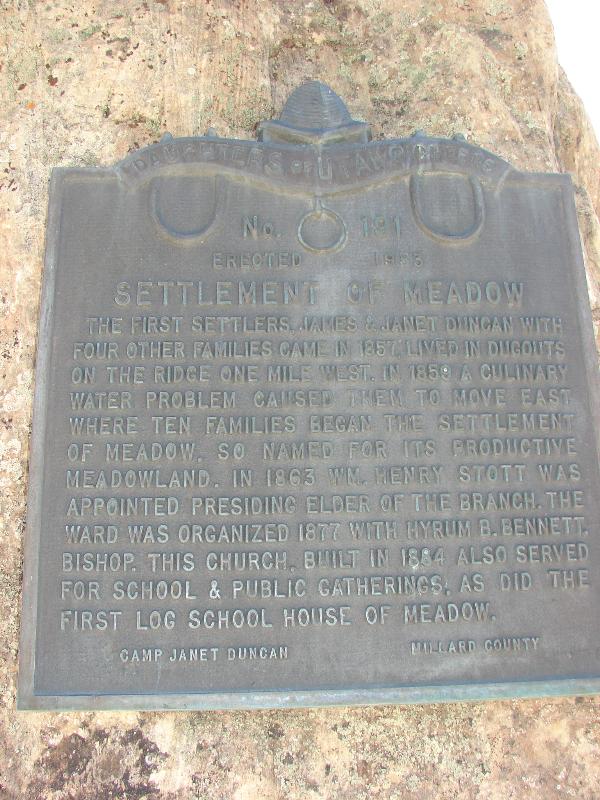 DAUGHTERS OF UTAH PIONEERS
No. 191
ERECTED 1953
SETTLEMENT OF MEADOW
THE FIRST SETTLERS, JAMES & JANET DUNCAN WITH
FOUR OTHER FAMILIES CAME IN 1857, LIVED IN DUGOUTS
ON THE RIDGE ONE MILE WEST. IN 1858 A CULINARY
WATER PROBLEM CAUSED THEM TO MOVE EAST
WHERE TEN FAMILIES BEGAN THE SETTLEMENT
OF MEADOW, SO NAMED FOR ITS PRODUCTIVE
MEADOWLAND. IN 1863 WM. HENRY STOTT WAS
APPOINTED PRESIDING ELDER OF THE BRANCH. THE
WARD WAS ORGANIZED 1877 WITH HYRUM B. BENNETT,
BISHOP. THIS CHURCH, BUILT IN 1884 ALSO SERVED
FOR SCHOOL & PUBLIC GATHERINGS, AS DID THE
FIRST LOG SCHOOL HOUSE OF MEADOW.
CAMP JANET DUNCAN MILLARD COUNTY